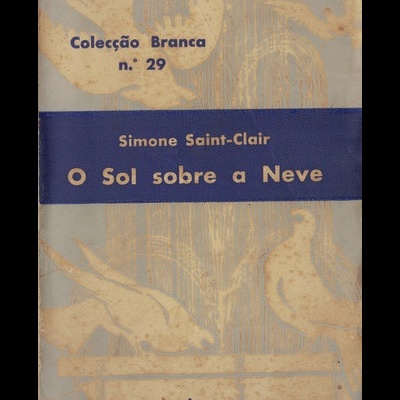 Colecção Branca
n.º 29
Simone Saint-Clair
O Sol sobre a Neve